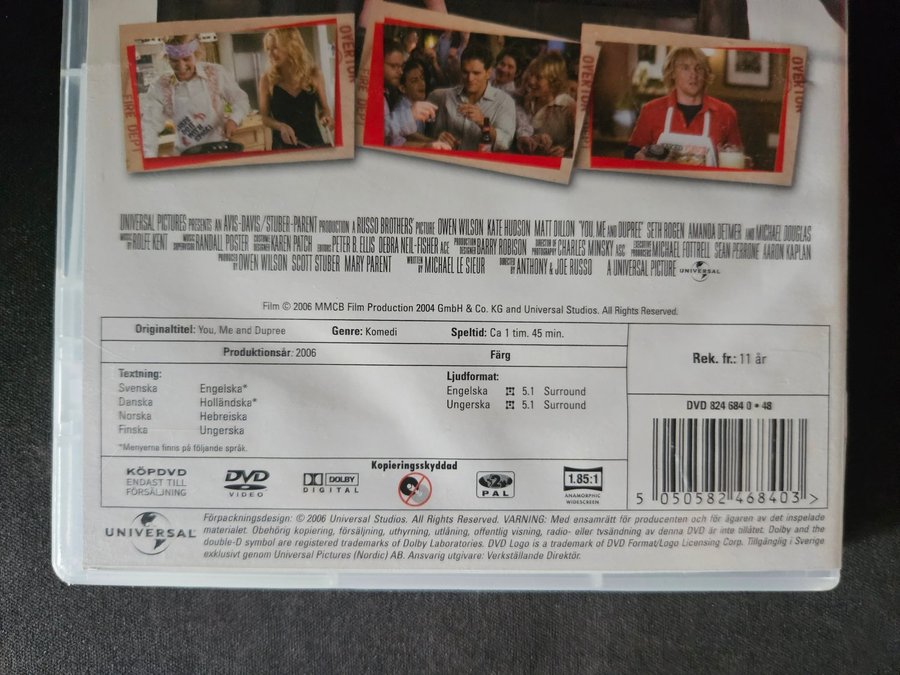 OVERTON
FIRE DEPT
OVERTON
FIRE DEPT
OVERTON
UNIVERSAL PICTURES PRESENTS AN AVIS-DAVIS/STUBER-PARENT PRODUCTION A RUSSO BROTHERS' PICTURE OWEN WILSON KATE HUDSON MATT DILLON "YOU, ME AND DUPREE" SETH ROGEN AMANDA DETMER AND MICHAEL DOUGLAS
MUSIC BY ROLFE KENT MUSIC SUPERVISOR RANDALL POSTER COSTUME DESIGNER KAREN PATCH EDITORS PETER B. ELLIS DEBRA NEIL-FISHER ACE PRODUCTION DESIGNER BARRY ROBISON DIRECTOR OF PHOTOGRAPHY CHARLES MINSKY ASC EXECUTIVE PRODUCERS MICHAEL FOTTRELL SEAN PERRONE AARON KAPLAN
PRODUCED BY OWEN WILSON SCOTT STUBER MARY PARENT WRITTEN BY MICHAEL LE SIEUR DIRECTED BY ANTHONY & JOE RUSSO A UNIVERSAL PICTURE UNIVERSAL
Film © 2006 MMCB Film Production 2004 GmbH & Co. KG and Universal Studios. All Rights Reserved.
Originaltitel: You, Me and Dupree Genre: Komedi Speltid: Ca 1 tim. 45 min.
Produktionsår: 2006 Färg
Rek. fr.: 11 år
Textning: Ljudformat:
Svenska Engelska* Engelska 5.1 Surround
Danska Holländska* Ungerska 5.1 Surround
Norska Hebreiska
Finska Ungerska
*Menyerna finns på följande språk.
DVD 824 684 0 • 48
KÖPDVD
ENDAST TILL
FÖRSÄLJNING
DVD
VIDEO
DOLBY
DIGITAL
Kopieringsskyddad
2
PAL
1.85:1
ANAMORPHIC
WIDESCREEN
5 050582 468403 >
UNIVERSAL
Förpackningsdesign: © 2006 Universal Studios. All Rights Reserved. VARNING: Med ensamrätt för producenten och för ägaren av det inspelade
materialet. Obehörig kopiering, försäljning, uthyrning, utlåning, offentlig visning, radio- eller tvsändning av denna DVD är inte tillåtet. Dolby and the
double-D symbol are registered trademarks of Dolby Laboratories. DVD Logo is a trademark of DVD Format/Logo Licensing Corp. Tillgänglig i Sverige
exklusivt genom Universal Pictures (Nordic) AB. Ansvarig utgivare: Verkställande Direktör.